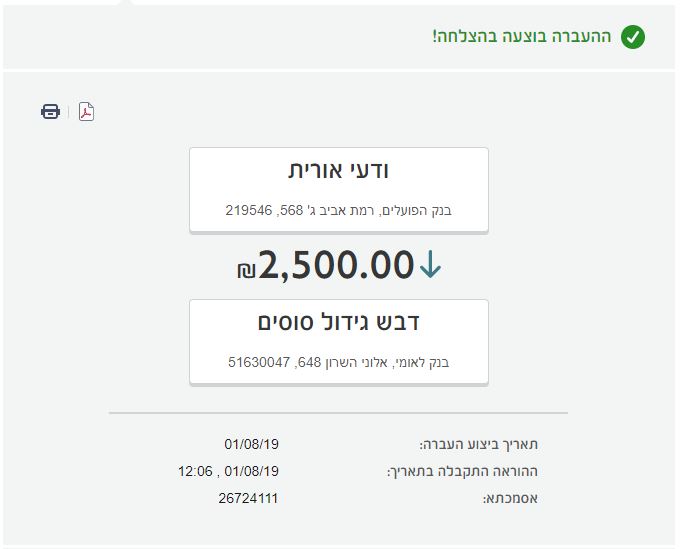 ההעברה בוצעה בהצלחה!
ודעי אורית
בנק הפועלים, רמת אביב ג' 568, 219546
2,500.00₪
דבש גידול סוסים
בנק לאומי, אלוני השרון 648, 51630047
תאריך ביצוע העברה: 01/08/19
ההוראה התקבלה בתאריך: 01/08/19 , 12:06
אסמכתא: 26724111